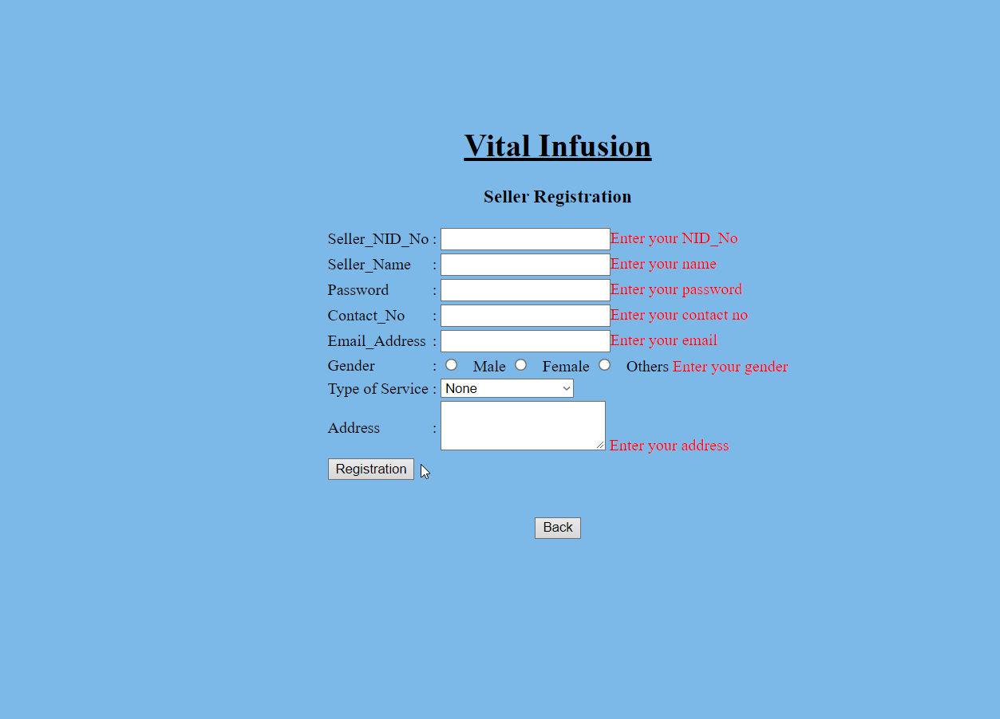 Vital Infusion
Seller Registration
Seller_NID_No : Enter your NID_No
Seller_Name : Enter your name
Password : Enter your password
Contact_No : Enter your contact no
Email_Address : Enter your email
Gender : Male Female Others Enter your gender
Type of Service : None
Address : Enter your address
Registration
Back